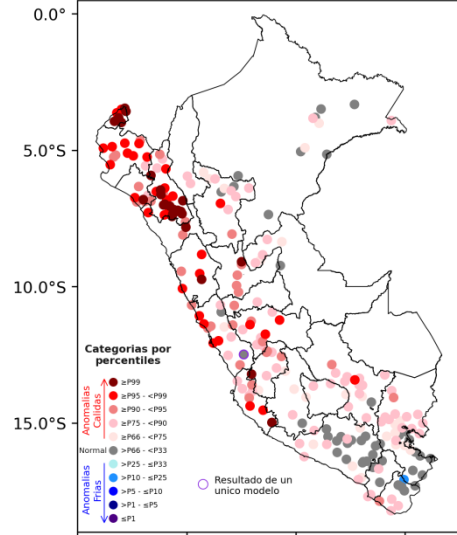 0.0°
5.0°S
10.0°S
15.0°S
Categorias por
percentiles
Anomalias
Calidas
≥P99
≥P95 - <P99
≥P90 - <P95
≥P75 - <P90
≥P66 - <P75
Normal
>P66 - <P33
Anomalias
Frias
>P25 - ≤P33
>P10 - ≤P25
>P5 - ≤P10
>P1 - ≤P5
≤P1
Resultado de un
unico modelo